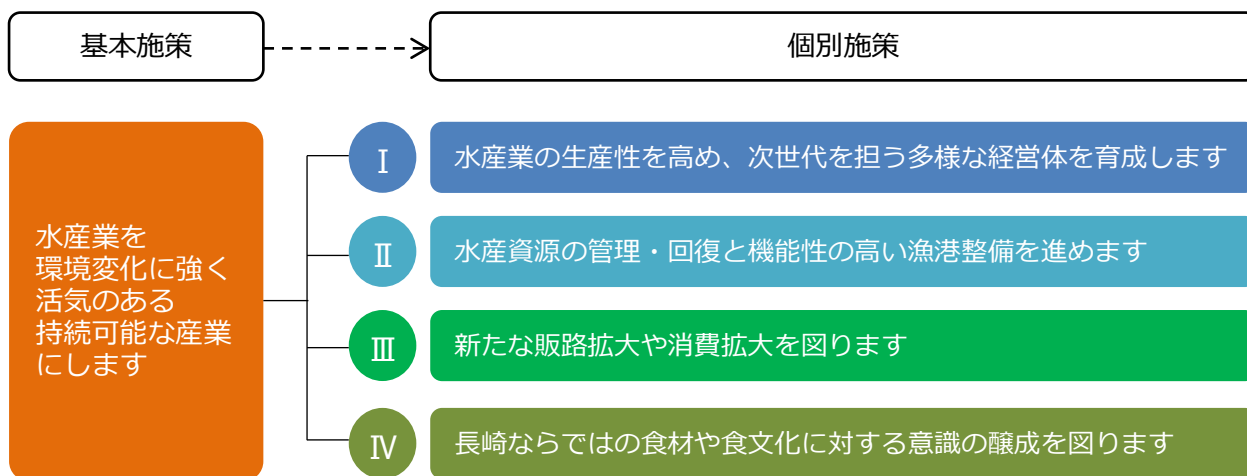 基本施策
個別施策
水産業を
環境変化に強く
活気のある
持続可能な産業
にします
Ⅰ
水産業の生産性を高め、次世代を担う多様な経営体を育成します
Ⅱ
水産資源の管理・回復と機能性の高い漁港整備を進めます
Ⅲ
新たな販路拡大や消費拡大を図ります
Ⅳ
長崎ならではの食材や食文化に対する意識の醸成を図ります